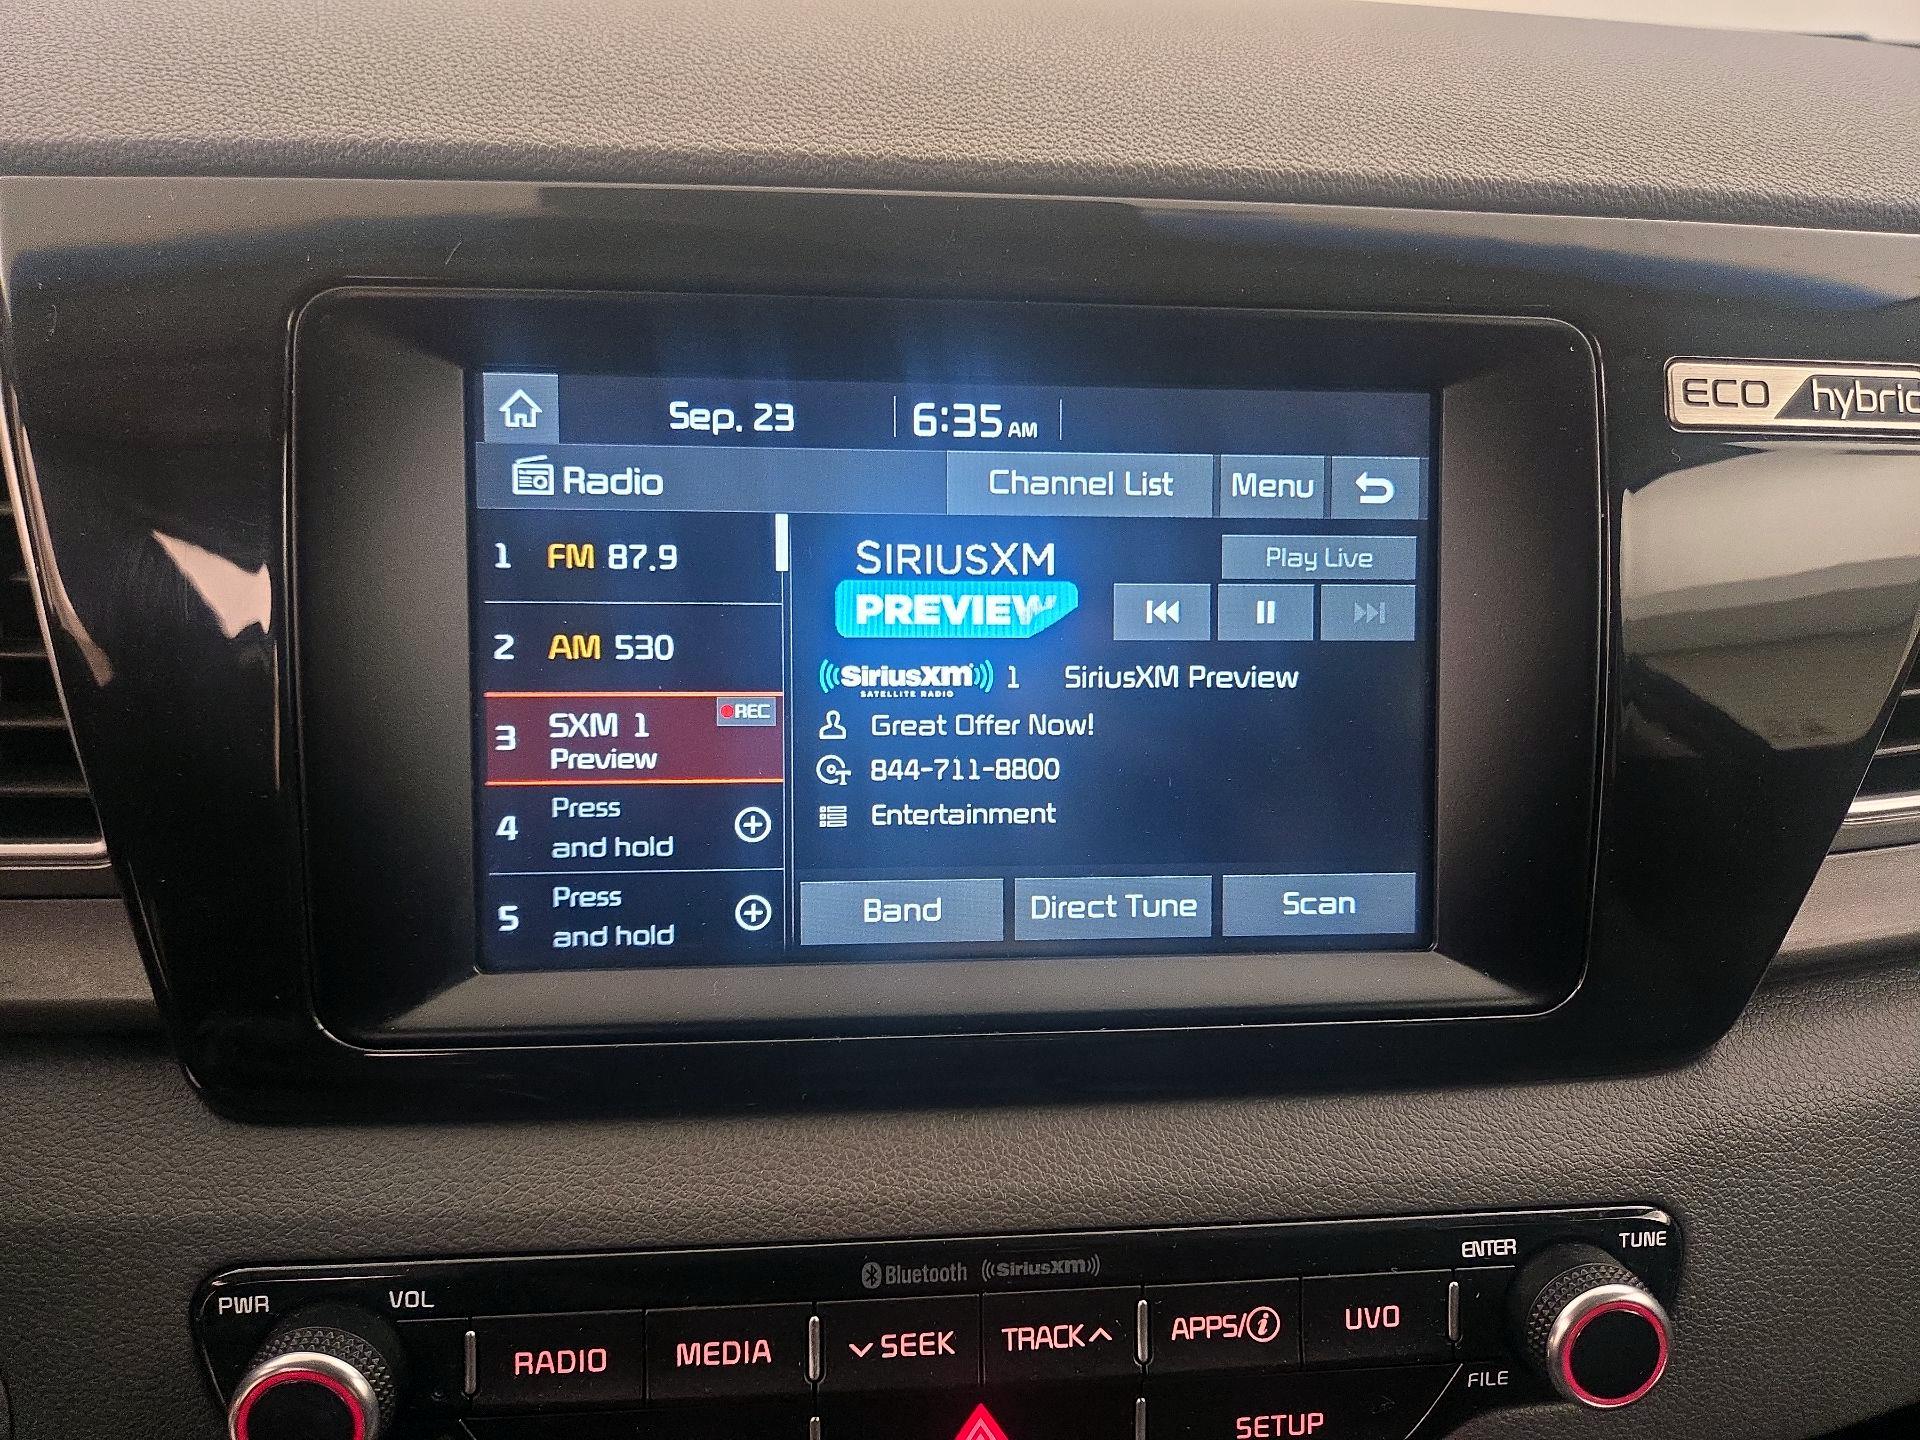 Sep. 23 6:35 AM
Radio Channel List Menu
1 FM 87.9
2 AM 530
3 SXM 1 REC
Preview
4 Press
and hold
5 Press
and hold
SIRIUSXM
PREVIEW
Play Live
((SiriusXM)) 1 SiriusXM Preview
SATELLITE RADIO
Great Offer Now!
844-711-8800
Entertainment
Band Direct Tune Scan
ECO hybrid
Bluetooth ((SiriusXM))
PWR VOL ENTER TUNE
RADIO MEDIA SEEK TRACK APPS/i UVO
FILE
SETUP